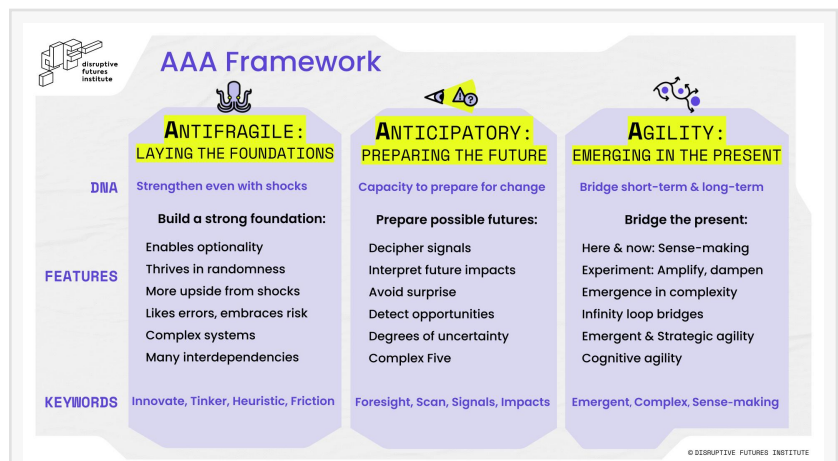 disruptive
futures
institute
AAA Framework
ANTIFRAGILE:
LAYING THE FOUNDATIONS
ANTICIPATORY:
PREPARING THE FUTURE
AGILITY:
EMERGING IN THE PRESENT
DNA
Strengthen even with shocks
Capacity to prepare for change
Bridge short-term & long-term
FEATURES
Build a strong foundation:
Enables optionality
Thrives in randomness
More upside from shocks
Likes errors, embraces risk
Complex systems
Many interdependencies
Prepare possible futures:
Decipher signals
Interpret future impacts
Avoid surprise
Detect opportunities
Degrees of uncertainty
Complex Five
Bridge the present:
Here & now: Sense-making
Experiment: Amplify, dampen
Emergence in complexity
Infinity loop bridges
Emergent & Strategic agility
Cognitive agility
KEYWORDS
Innovate, Tinker, Heuristic, Friction
Foresight, Scan, Signals, Impacts
Emergent, Complex, Sense-making
© DISRUPTIVE FUTURES INSTITUTE